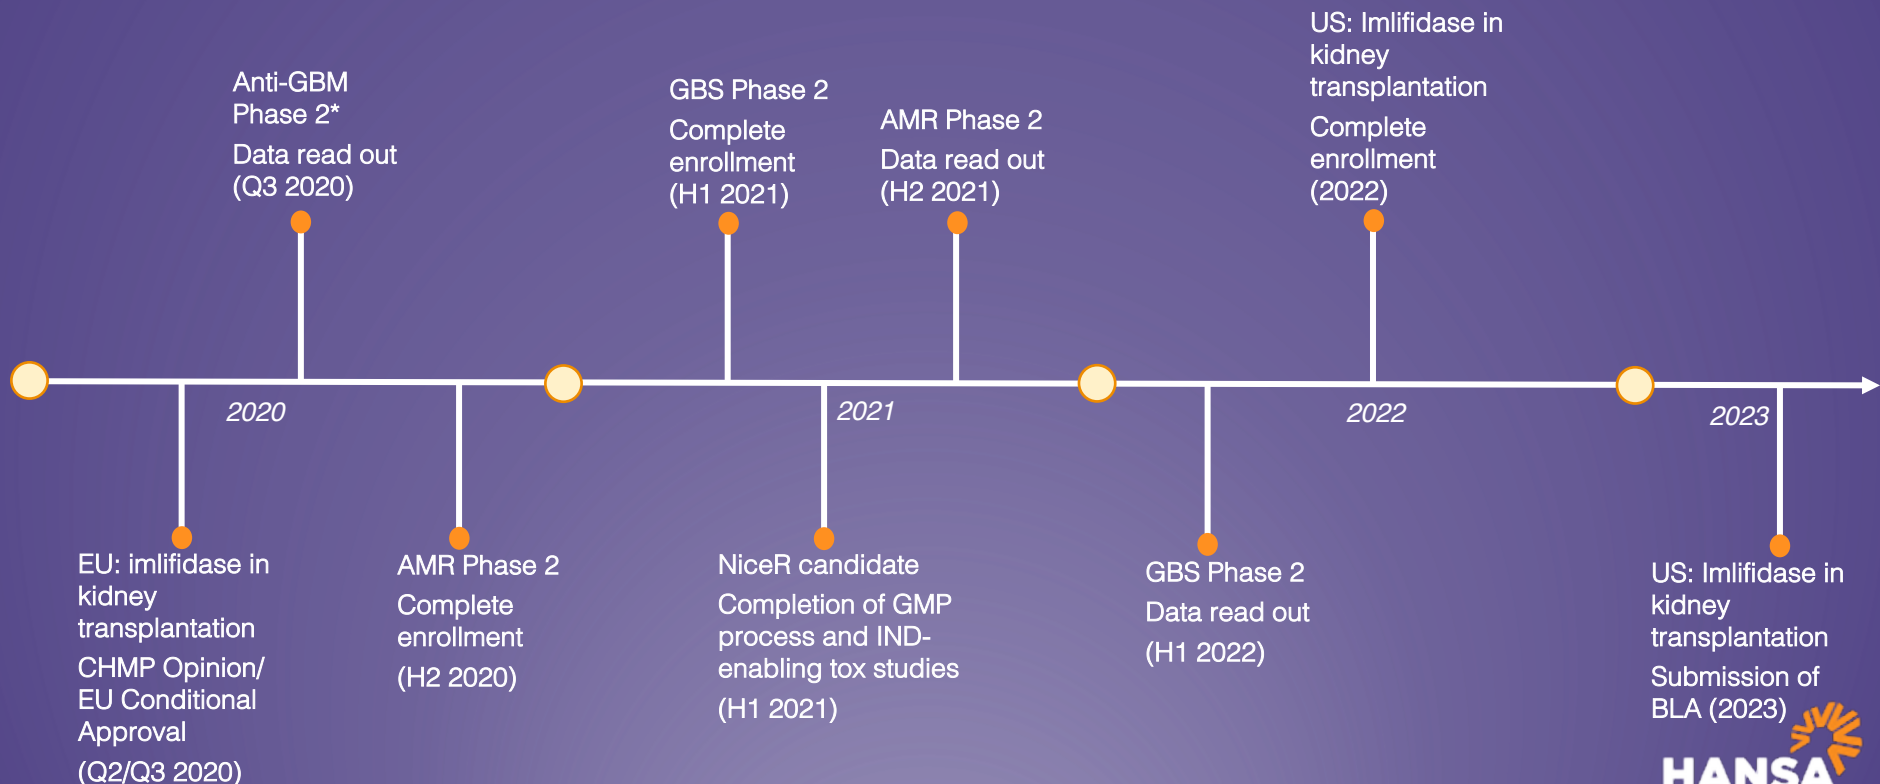 US: Imlifidase in
kidney
transplantation
Complete
enrollment
(2022)
Anti-GBM
Phase 2*
Data read out
(Q3 2020)
GBS Phase 2
Complete
enrollment
(H1 2021)
AMR Phase 2
Data read out
(H2 2021)
2020
2021
2022
2023
EU: imlifidase in
kidney
transplantation
CHMP Opinion/
EU Conditional
Approval
(Q2/Q3 2020)
AMR Phase 2
Complete
enrollment
(H2 2020)
NiceR candidate
Completion of GMP
process and IND-
enabling tox studies
(H1 2021)
GBS Phase 2
Data read out
(H1 2022)
US: Imlifidase in
kidney
transplantation
Submission of
BLA (2023)
HANSA